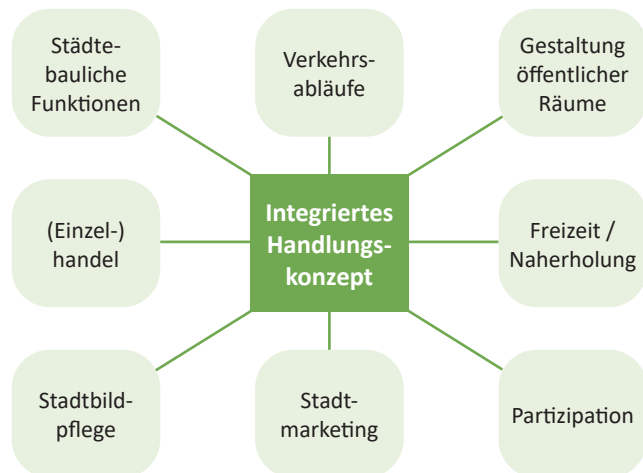 Städte-
bauliche
Funktionen
Verkehrs-
abläufe
Gestaltung
öffentlicher
Räume
(Einzel-)
handel
Integriertes
Handlungs-
konzept
Freizeit /
Naherholung
Stadtbild-
pflege
Stadt-
marketing
Partizipation